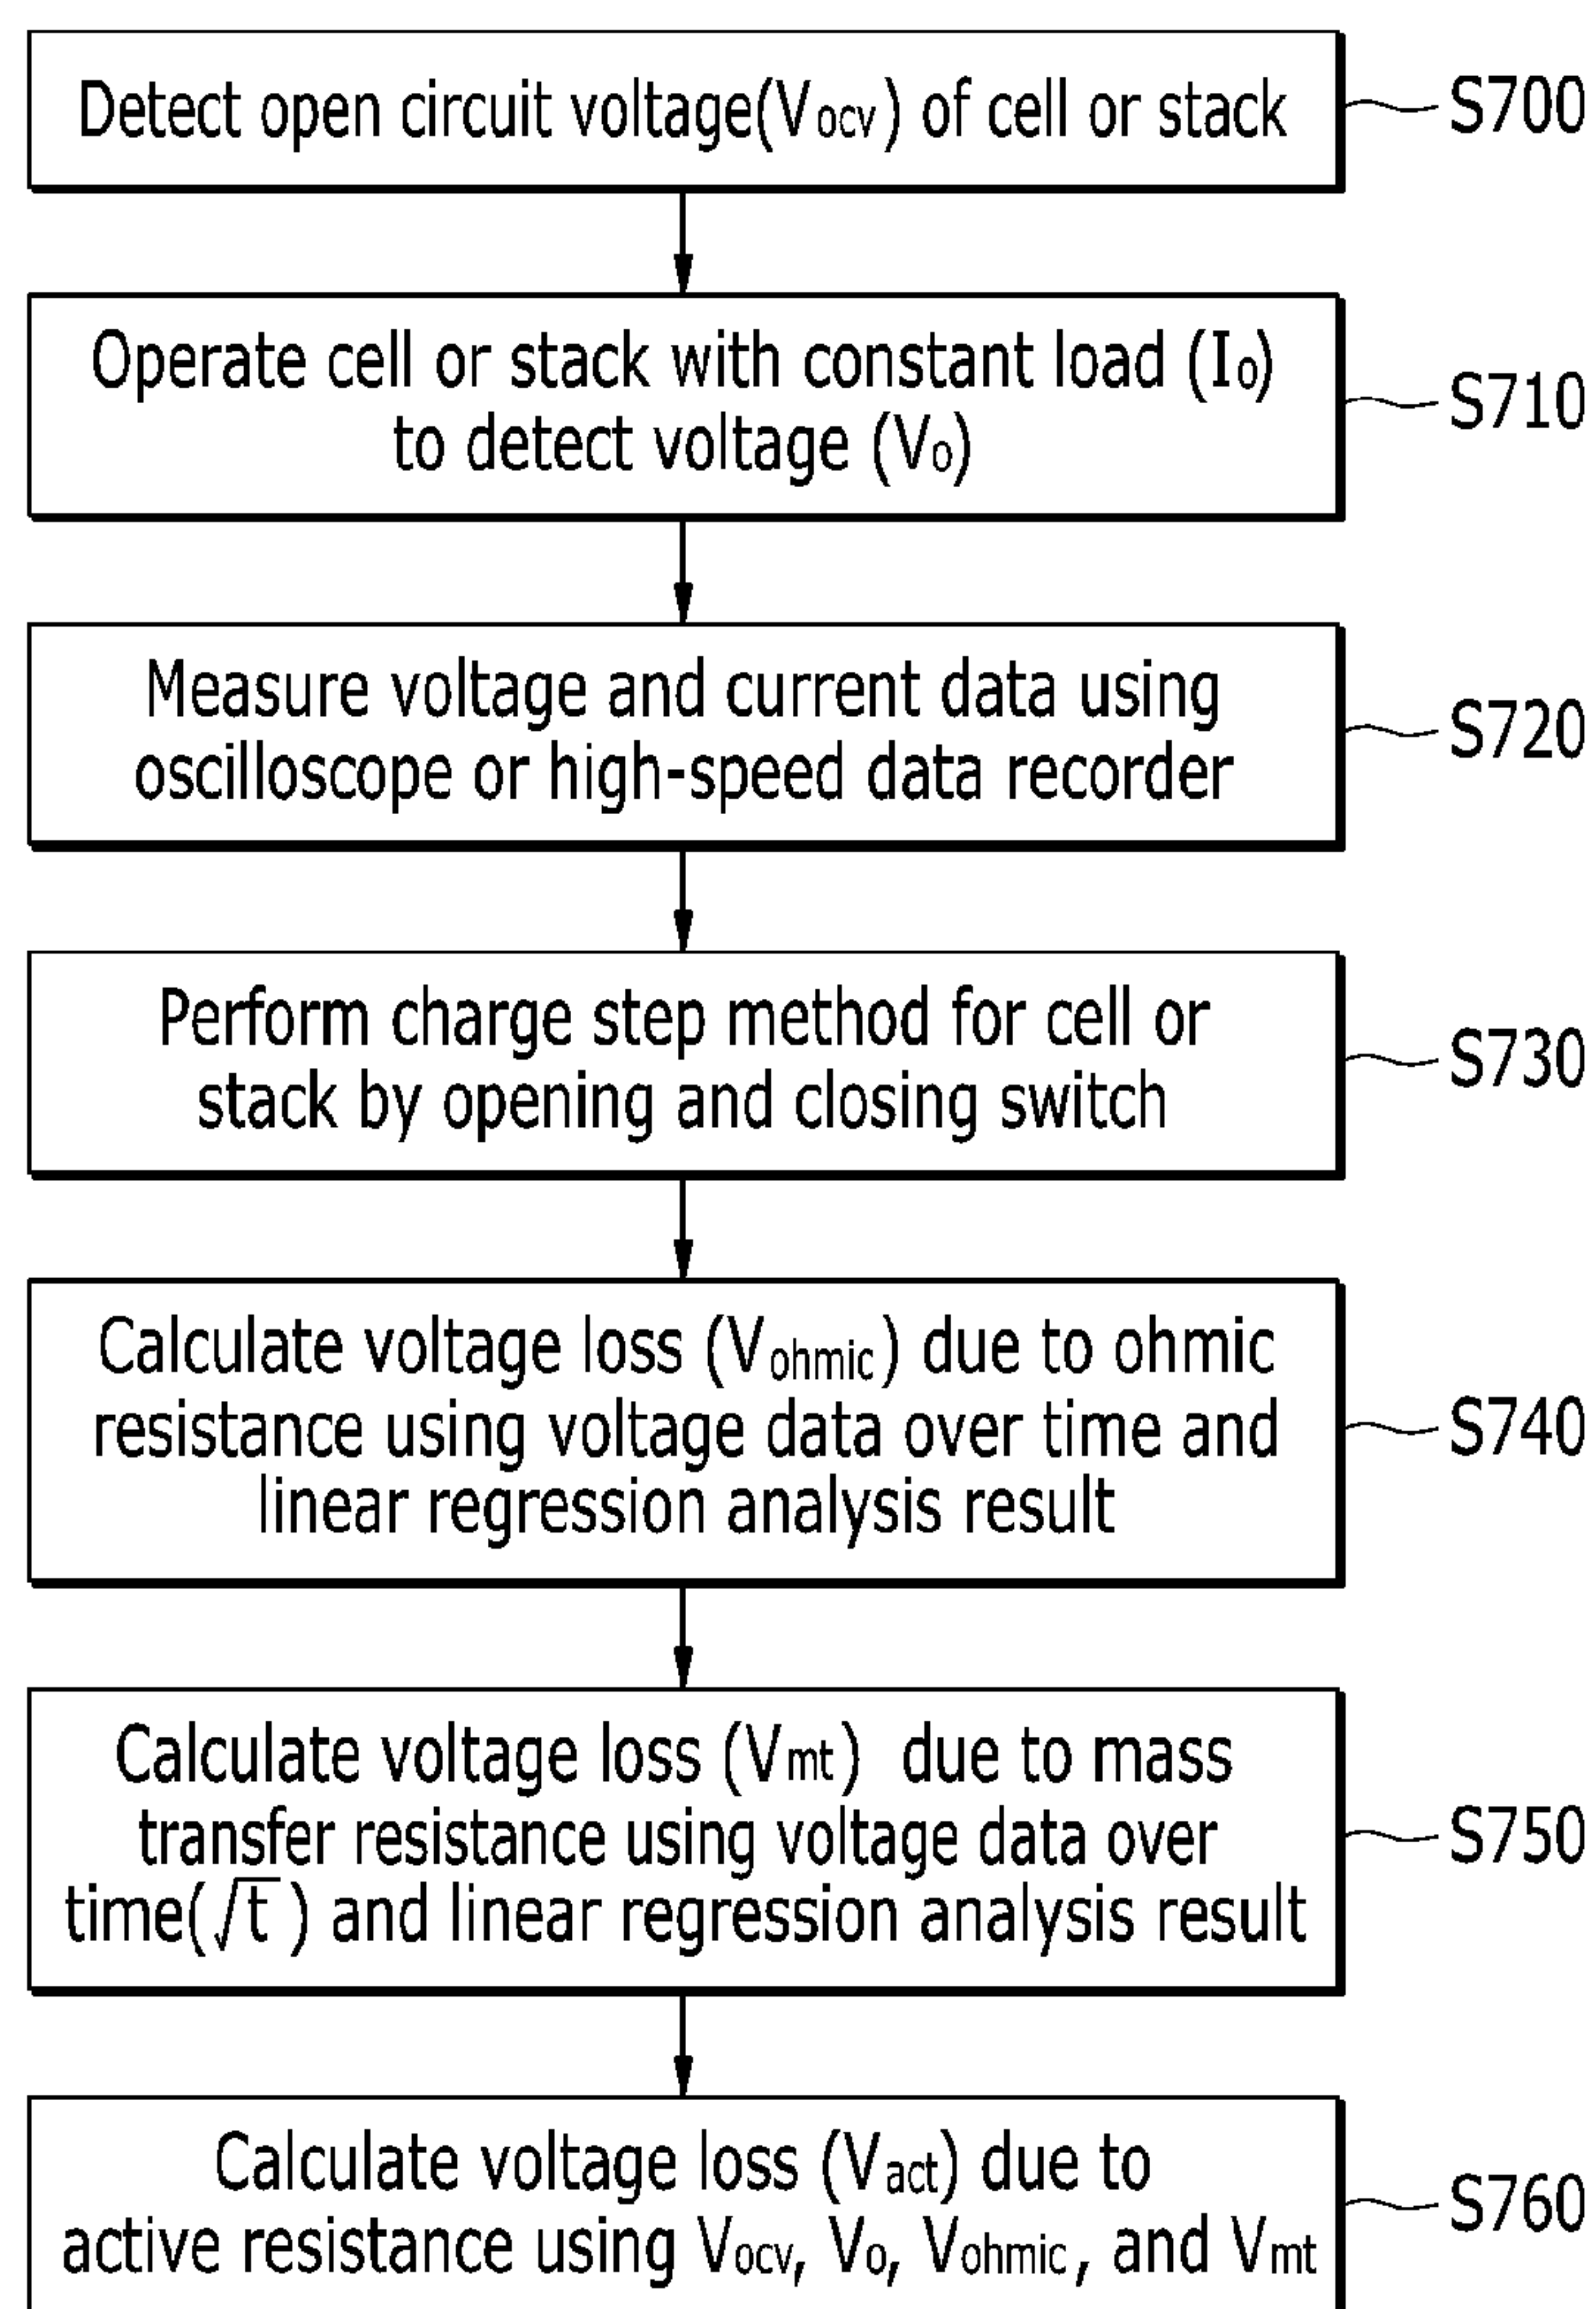 Detect open circuit voltage(Vocv) of cell or stack
S700
Operate cell or stack with constant load (Io)
to detect voltage (Vo)
S710
Measure voltage and current data using
oscilloscope or high-speed data recorder
S720
Perform charge step method for cell or
stack by opening and closing switch
S730
Calculate voltage loss (Vohmic) due to ohmic
resistance using voltage data over time and
linear regression analysis result
S740
Calculate voltage loss (Vmt) due to mass
transfer resistance using voltage data over
time(√t) and linear regression analysis result
S750
Calculate voltage loss (Vact) due to
active resistance using Vocv, Vo, Vohmic, and Vmt
S760